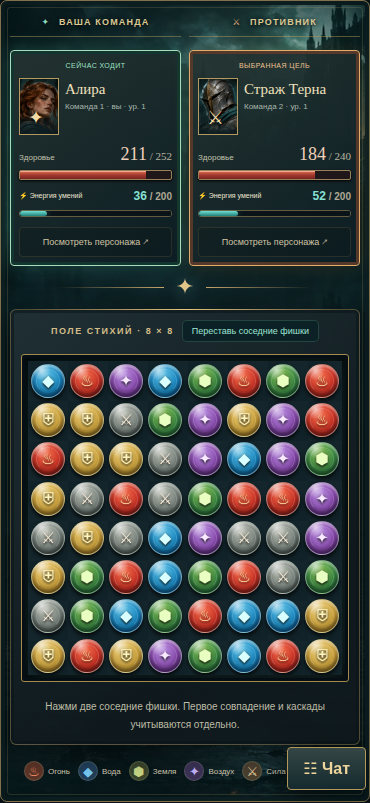 ВАША КОМАНДА
ПРОТИВНИК
СЕЙЧАС ХОДИТ
Алира
Команда 1 · вы · ур. 1
Здоровье 211 / 252
⚡ Энергия умений 36 / 200
Посмотреть персонажа ↗
ВЫБРАННАЯ ЦЕЛЬ
Страж Терна
Команда 2 · ур. 1
Здоровье 184 / 240
⚡ Энергия умений 52 / 200
Посмотреть персонажа ↗
ПОЛЕ СТИХИЙ · 8 × 8
Переставь соседние фишки
Нажми две соседние фишки. Первое совпадение и каскады
учитываются отдельно.
Огонь Вода Земля Воздух Сила
Чат